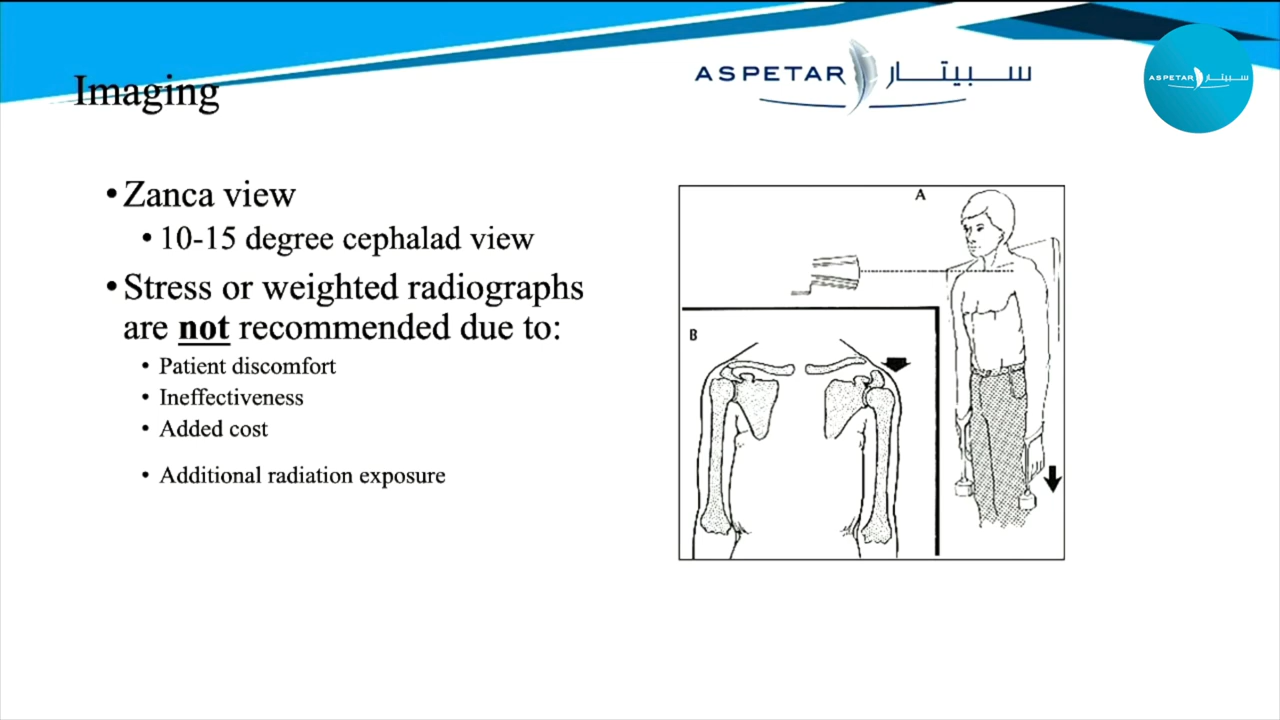 Imaging
ASPETAR سبيتار
ASPETAR سبيتار
• Zanca view
• 10-15 degree cephalad view
• Stress or weighted radiographs
are not recommended due to:
• Patient discomfort
• Ineffectiveness
• Added cost
• Additional radiation exposure
A
B